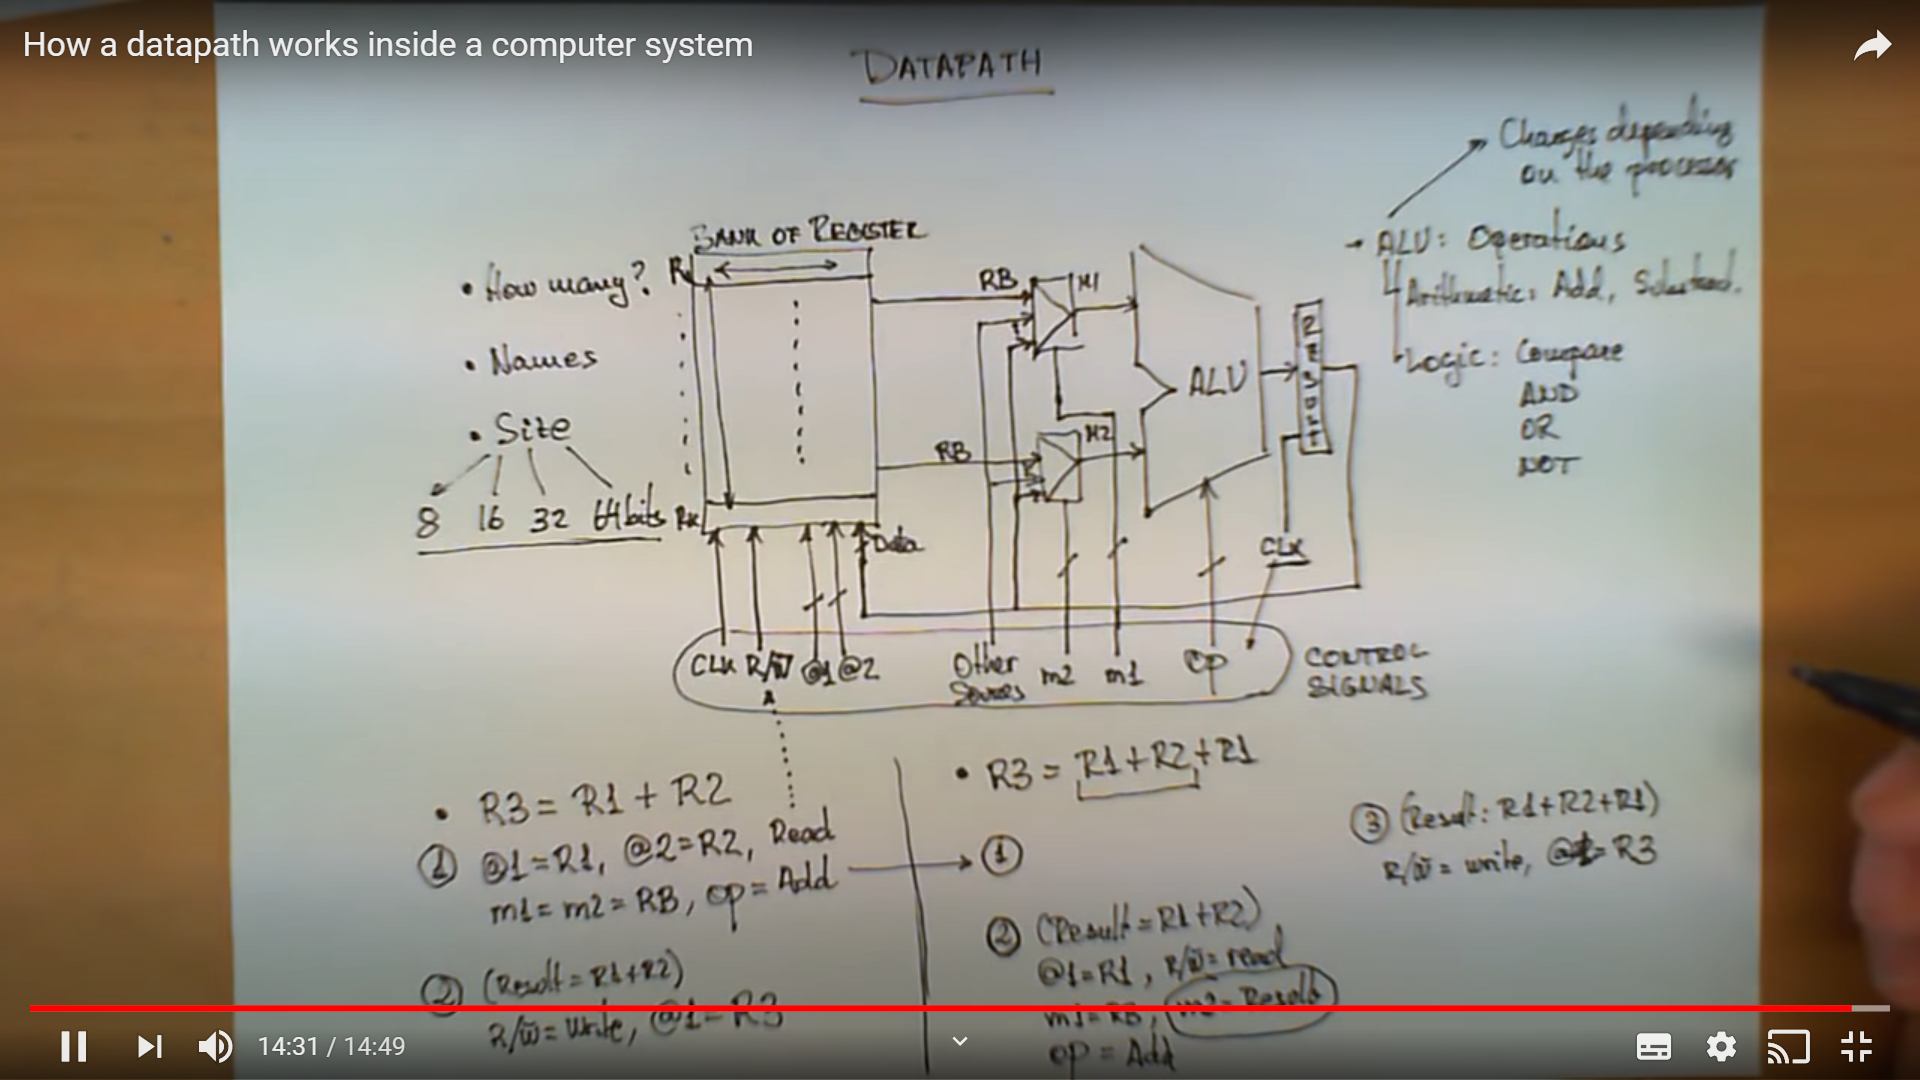 How a datapath works inside a computer system
DATAPATH
Changes depending
on the processor
BANK OF REGISTER
ALU: Operations
Arithmetic: Add,
Logic: Compare
AND
OR
NOT
• How many?
• Names
• Size
8 16 32 64bits
RB M1
RB M2
ALU
RESULT
Data
CLK
CLK R/W @1 @2 Other m2 m1 op
Sources
CONTROL
SIGNALS
• R3 = R1 + R2
① @1=R1, @2=R2, Read
m1=m2=RB, op=Add
② (Result=R1+R2)
R/W=write, @1=R3
• R3 = R1+R2+R1
①
② (Result=R1+R2)
@1=R1, R/W=read
m1=RB, m2=Result
op=Add
③ (Result: R1+R2+R1)
R/W=write, @1=R3
14:31 / 14:49